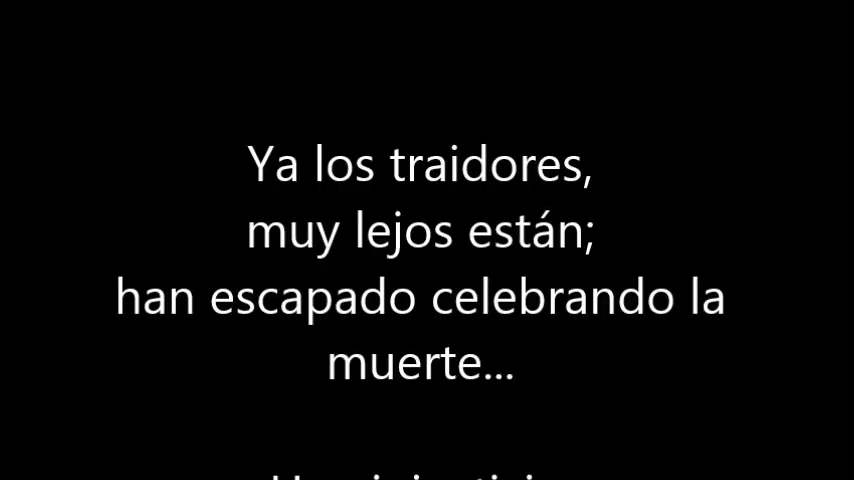 Ya los traidores,
muy lejos están;
han escapado celebrando la
muerte...